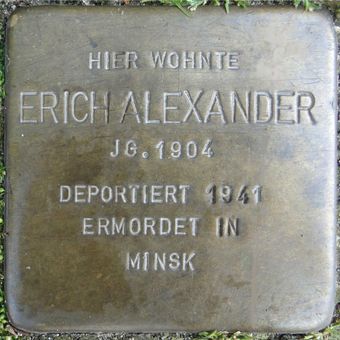 HIER WOHNTE
ERICH ALEXANDER
JG. 1904
DEPORTIERT 1941
ERMORDET IN
MINSK